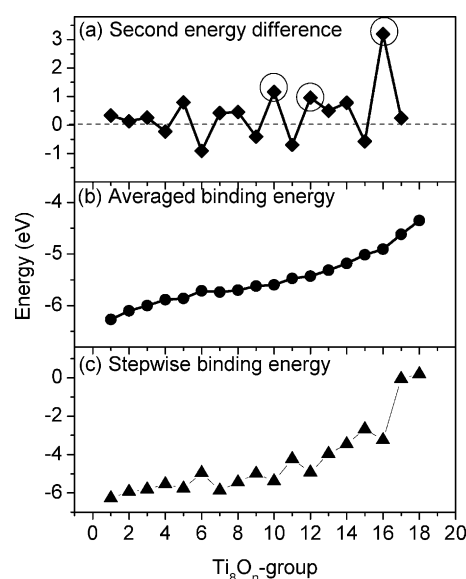 (a) Second energy difference
3
2
1
0
-1
(b) Averaged binding energy
-4
-5
-6
Energy (eV)
(c) Stepwise binding energy
0
-2
-4
-6
0 2 4 6 8 10 12 14 16 18 20
Ti₈Oₙ-group